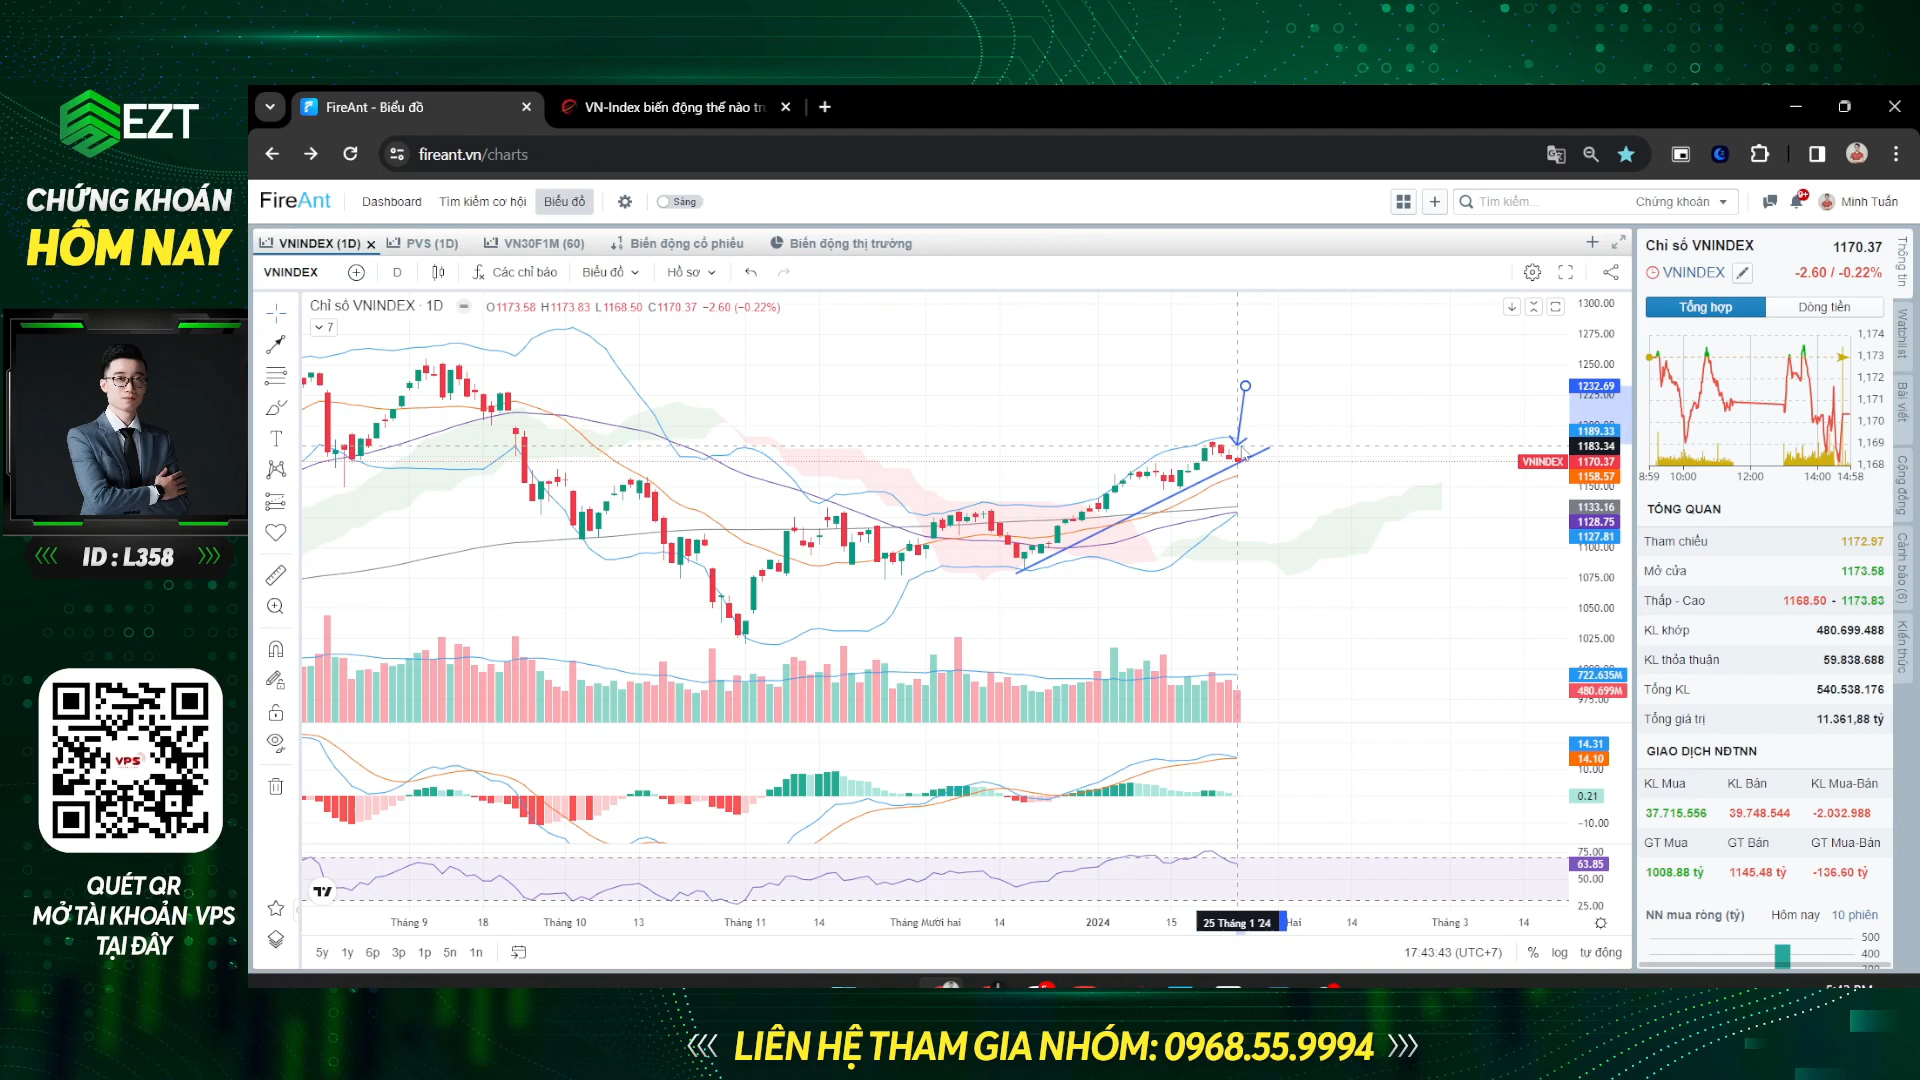 EZT
CHỨNG KHOÁN
HÔM NAY
ID : L358
VPS
QUÉT QR
MỞ TÀI KHOẢN VPS
TẠI ĐÂY
FireAnt - Biểu đồ
VN-Index biến động thế nào tr
fireant.vn/charts
FireAnt
Dashboard
Tìm kiếm cơ hội
Biểu đồ
Sáng
Tìm kiếm...
Chứng khoán
9+
Minh Tuấn
VNINDEX (1D)
PVS (1D)
VN30F1M (60)
Biến động cổ phiếu
Biến động thị trường
VNINDEX
D
Các chỉ báo
Biểu đồ
Hồ sơ
Chỉ số VNINDEX · 1D
O1173.58 H1173.83 L1168.50 C1170.37 −2.60 (−0.22%)
7
1300.00
1275.00
1250.00
1232.69
1225.00
1189.33
1183.34
VNINDEX 1170.37
1158.57
1150.00
1133.16
1128.75
1127.81
1100.00
1075.00
1050.00
1025.00
722.635M
480.699M
975.00
14.31
14.10
10.00
0.21
−10.00
75.00
63.85
50.00
25.00
Tháng 9
18
Tháng 10
13
Tháng 11
14
Tháng Mười hai
14
2024
15
25 Tháng 1 '24
Hai
14
Tháng 3
14
5y 1y 6p 3p 1p 5n 1n
17:43:43 (UTC+7)
% log tự động
Chỉ số VNINDEX 1170.37
VNINDEX -2.60 / -0.22%
Tổng hợp Dòng tiền
1,174
1,173
1,172
1,171
1,170
1,169
1,168
8:59 10:00 12:00 14:00 14:58
TỔNG QUAN
Tham chiếu 1172.97
Mở cửa 1173.58
Thấp - Cao 1168.50 - 1173.83
KL khớp 480.699.488
KL thỏa thuận 59.838.688
Tổng KL 540.538.176
Tổng giá trị 11.361,88 tỷ
GIAO DỊCH NĐTNN
KL Mua KL Bán KL Mua-Bán
37.715.556 39.748.544 -2.032.988
GT Mua GT Bán GT Mua-Bán
1008.88 tỷ 1145.48 tỷ -136.60 tỷ
NN mua ròng (tỷ) Hôm nay 10 phiên
500
400
Thông tin
Watchlist
Bài viết
Cộng đồng
Cảnh báo (6)
Kiến thức
LIÊN HỆ THAM GIA NHÓM: 0968.55.9994